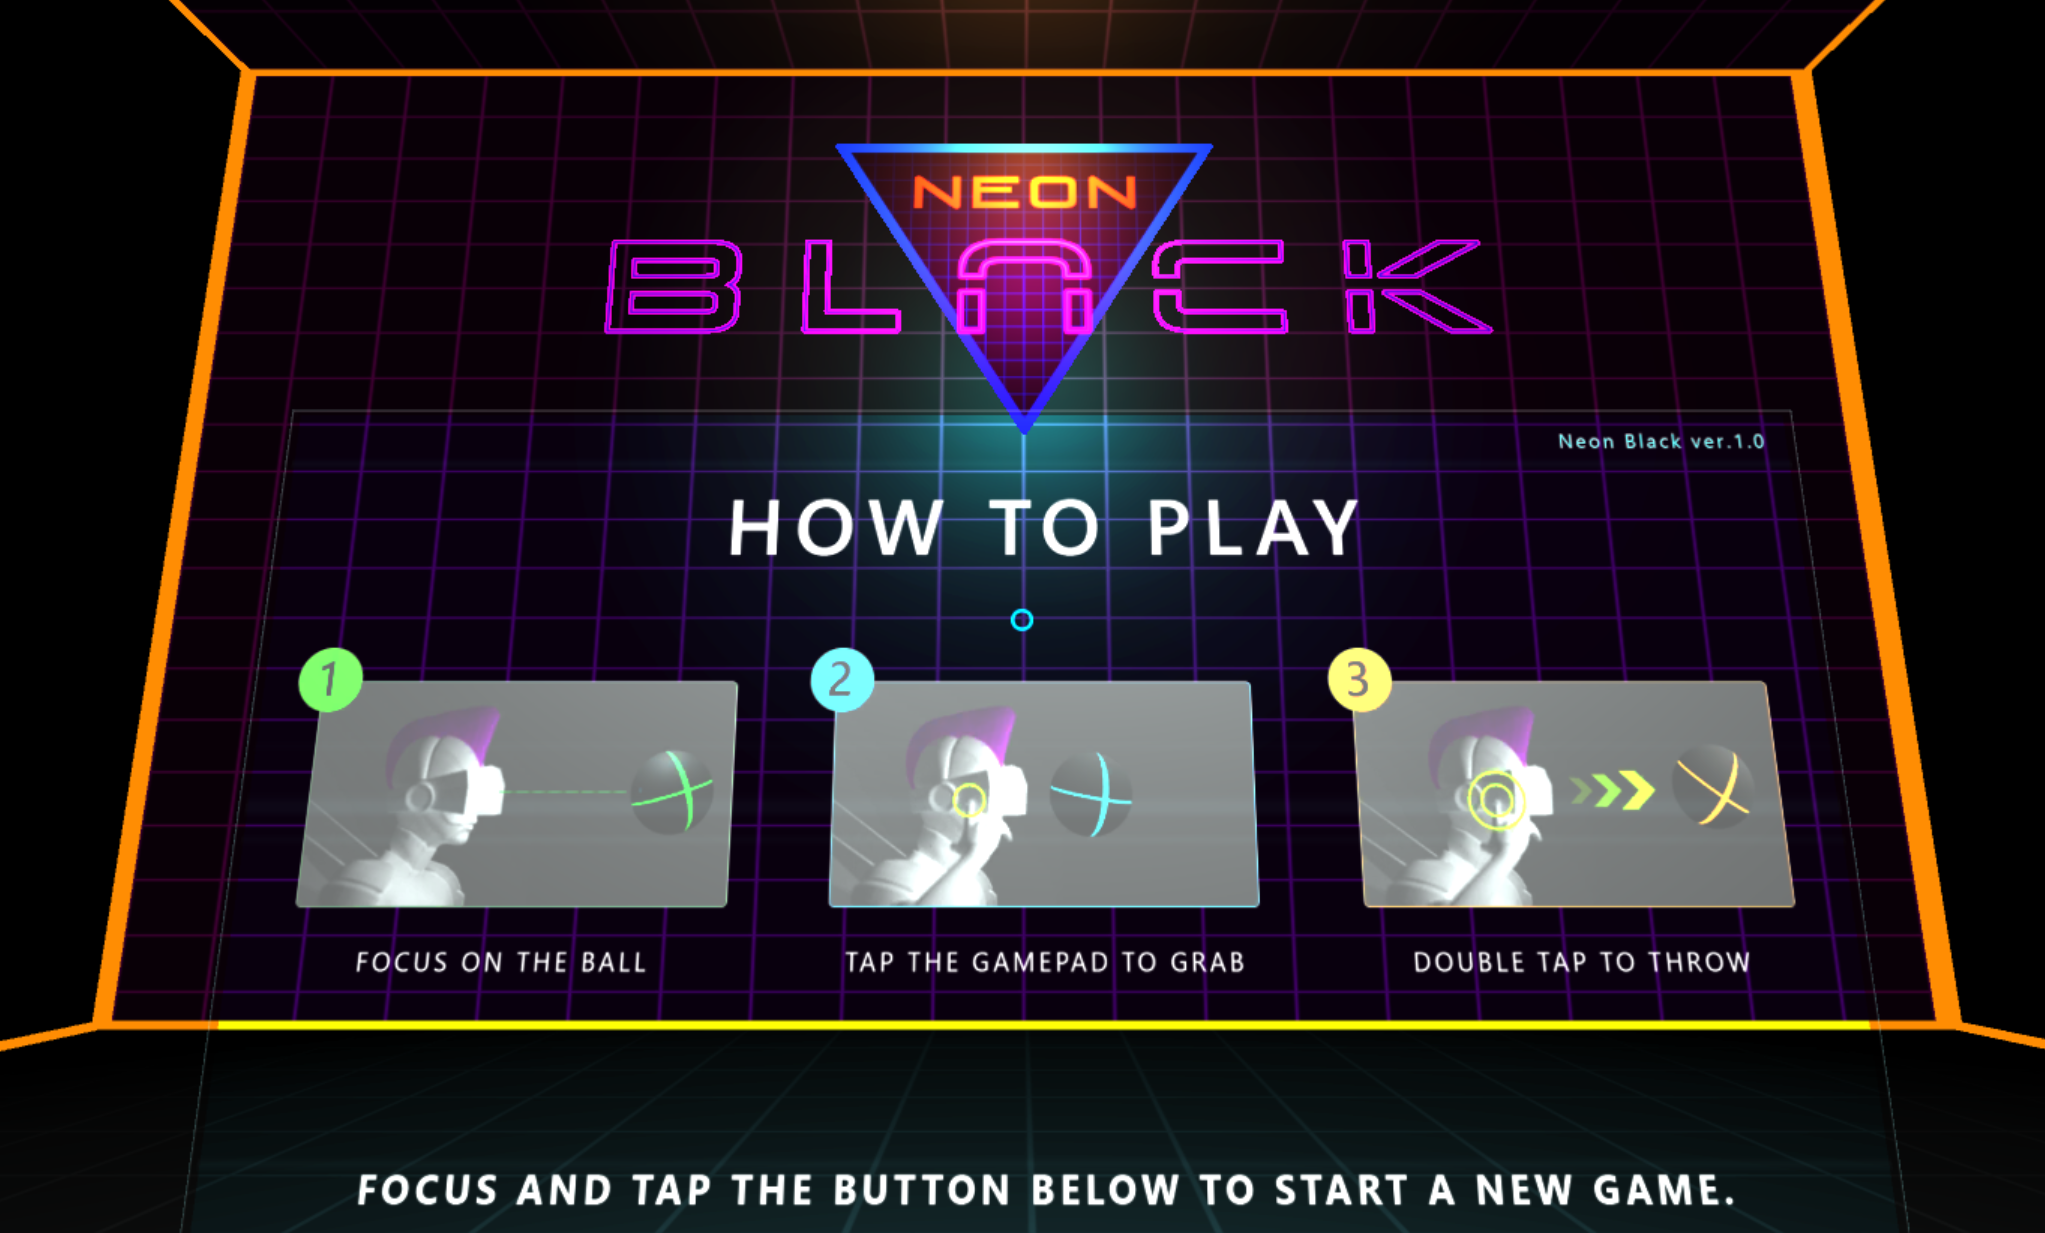 NEON
BLACK
Neon Black ver.1.0
HOW TO PLAY
1
2
3
FOCUS ON THE BALL
TAP THE GAMEPAD TO GRAB
DOUBLE TAP TO THROW
FOCUS AND TAP THE BUTTON BELOW TO START A NEW GAME.